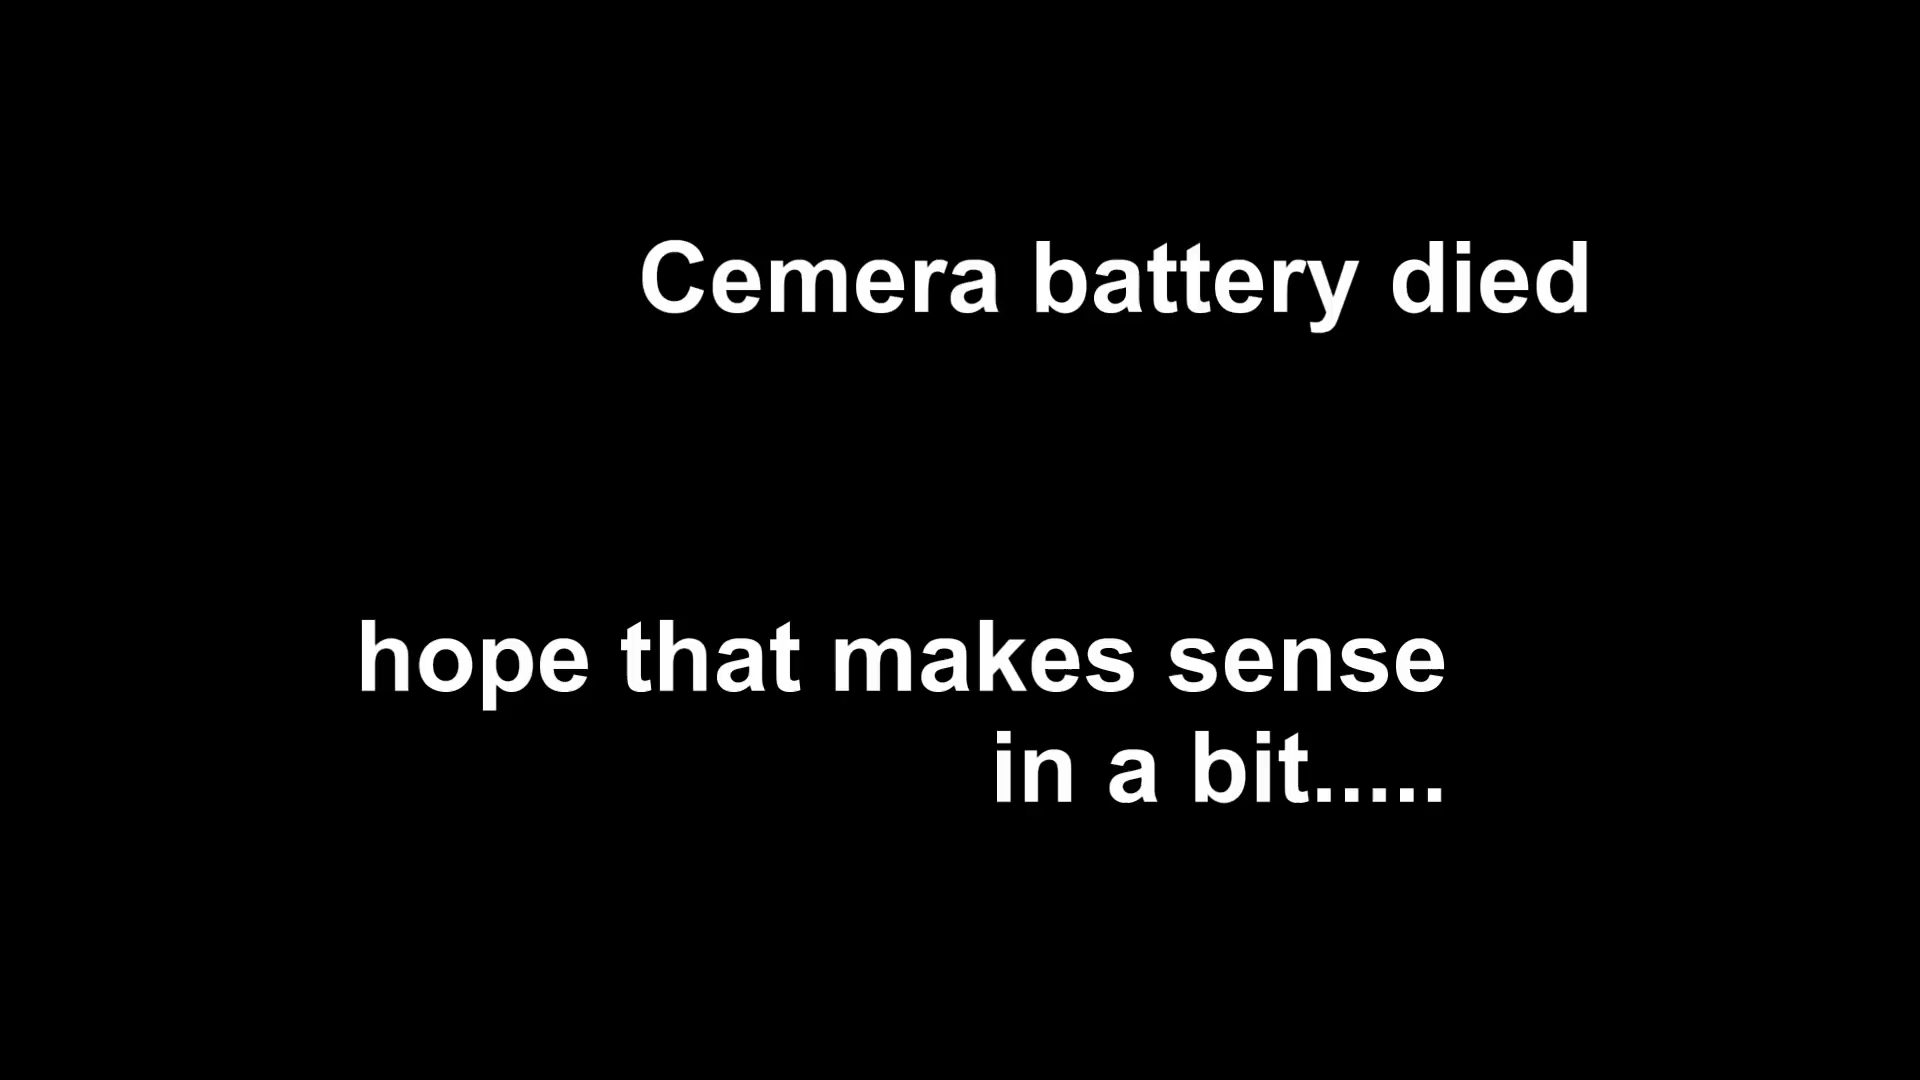 Cemera battery died
hope that makes sense
in a bit.....